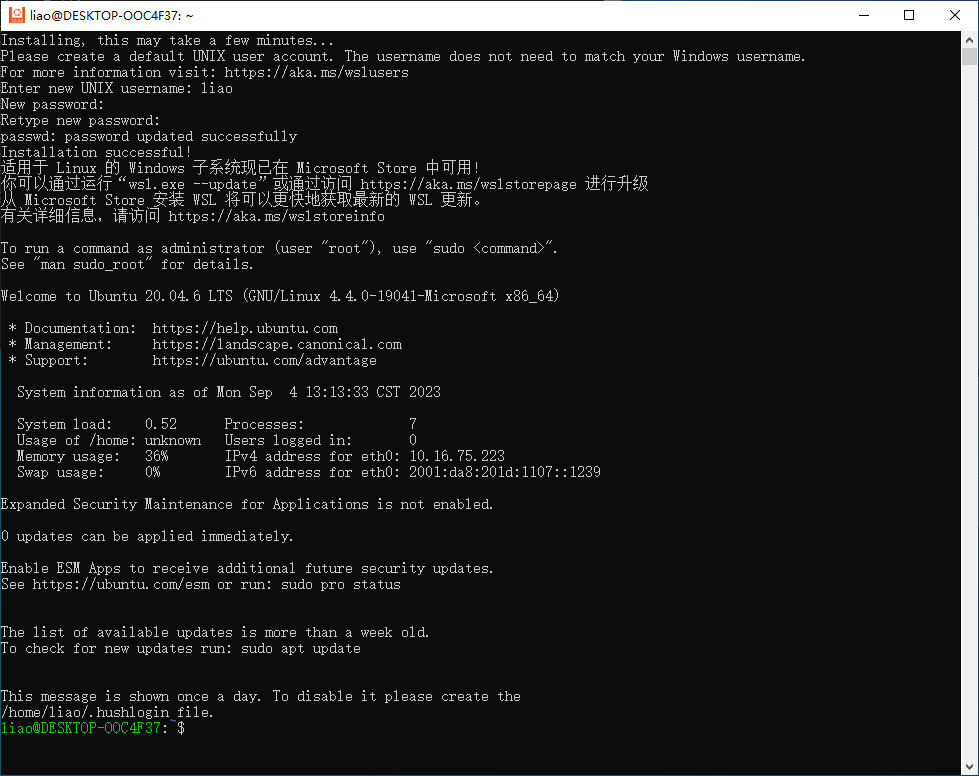 liao@DESKTOP-OOC4F37: ~
Installing, this may take a few minutes...
Please create a default UNIX user account. The username does not need to match your Windows username.
For more information visit: https://aka.ms/wslusers
Enter new UNIX username: liao
New password:
Retype new password:
passwd: password updated successfully
Installation successful!
适用于 Linux 的 Windows 子系统现已在 Microsoft Store 中可用!
你可以通过运行“wsl.exe --update”或通过访问 https://aka.ms/wslstorepage 进行升级
从 Microsoft Store 安装 WSL 将可以更快地获取最新的 WSL 更新。
有关详细信息，请访问 https://aka.ms/wslstoreinfo
To run a command as administrator (user "root"), use "sudo <command>".
See "man sudo_root" for details.
Welcome to Ubuntu 20.04.6 LTS (GNU/Linux 4.4.0-19041-Microsoft x86_64)
* Documentation:  https://help.ubuntu.com
* Management:     https://landscape.canonical.com
* Support:        https://ubuntu.com/advantage
System information as of Mon Sep  4 13:13:33 CST 2023
System load:    0.52      Processes:             7
Usage of /home: unknown   Users logged in:       0
Memory usage:   36%       IPv4 address for eth0: 10.16.75.223
Swap usage:     0%        IPv6 address for eth0: 2001:da8:201d:1107::1239
Expanded Security Maintenance for Applications is not enabled.
0 updates can be applied immediately.
Enable ESM Apps to receive additional future security updates.
See https://ubuntu.com/esm or run: sudo pro status
The list of available updates is more than a week old.
To check for new updates run: sudo apt update
This message is shown once a day. To disable it please create the
/home/liao/.hushlogin file.
liao@DESKTOP-OOC4F37:~$